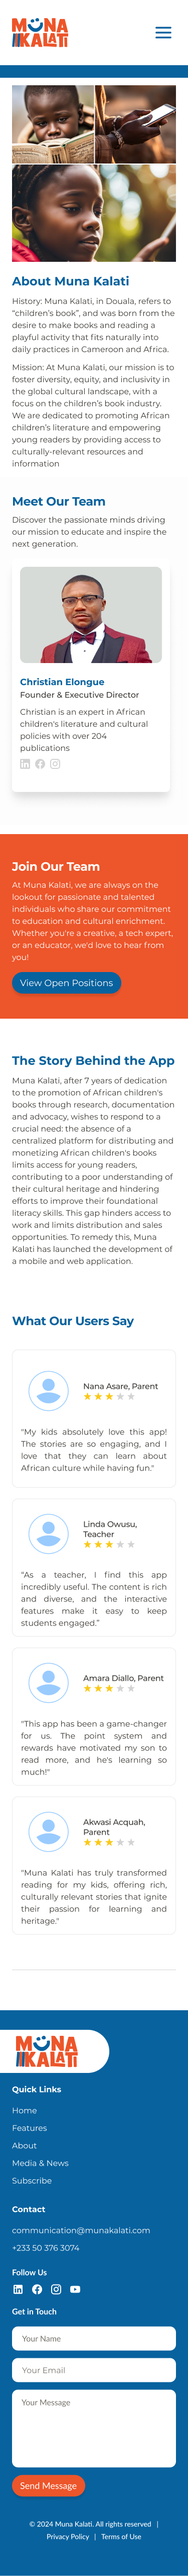 MUNA
KALATI
About Muna Kalati
History: Muna Kalati, in Douala, refers to
“children’s book”, and was born from the
desire to make books and reading a
playful activity that fits naturally into
daily practices in Cameroon and Africa.
Mission: At Muna Kalati, our mission is to
foster diversity, equity, and inclusivity in
the global cultural landscape, with a
focus on the children's book industry.
We are dedicated to promoting African
children’s literature and empowering
young readers by providing access to
culturally-relevant resources and
information
Meet Our Team
Discover the passionate minds driving
our mission to educate and inspire the
next generation.
Christian Elongue
Founder & Executive Director
Christian is an expert in African
children's literature and cultural
policies with over 204
publications
Join Our Team
At Muna Kalati, we are always on the
lookout for passionate and talented
individuals who share our commitment
to education and cultural enrichment.
Whether you're a creative, a tech expert,
or an educator, we'd love to hear from
you!
View Open Positions
The Story Behind the App
Muna Kalati, after 7 years of dedication
to the promotion of African children's
books through research, documentation
and advocacy, wishes to respond to a
crucial need: the absence of a
centralized platform for distributing and
monetizing African children's books
limits access for young readers,
contributing to a poor understanding of
their cultural heritage and hindering
efforts to improve their foundational
literacy skills. This gap hinders access to
work and limits distribution and sales
opportunities. To remedy this, Muna
Kalati has launched the development of
a mobile and web application.
What Our Users Say
Nana Asare, Parent
"My kids absolutely love this app!
The stories are so engaging, and I
love that they can learn about
African culture while having fun."
Linda Owusu,
Teacher
“As a teacher, I find this app
incredibly useful. The content is rich
and diverse, and the interactive
features make it easy to keep
students engaged.”
Amara Diallo, Parent
"This app has been a game-changer
for us. The point system and
rewards have motivated my son to
read more, and he's learning so
much!"
Akwasi Acquah,
Parent
"Muna Kalati has truly transformed
reading for my kids, offering rich,
culturally relevant stories that ignite
their passion for learning and
heritage."
MUNA
KALATI
Quick Links
Home
Features
About
Media & News
Subscribe
Contact
communication@munakalati.com
+233 50 376 3074
Follow Us
Get in Touch
Your Name
Your Email
Your Message
Send Message
© 2024 Muna Kalati. All rights reserved |
Privacy Policy | Terms of Use